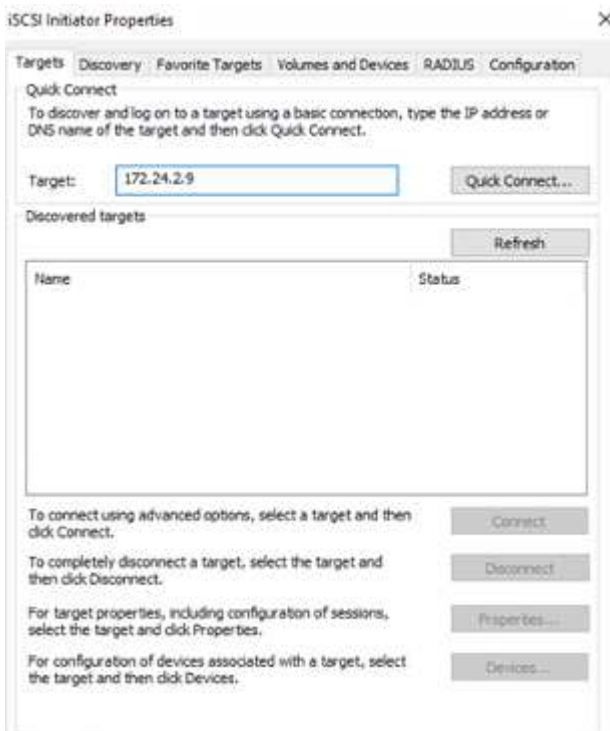 iSCSI Initiator Properties
Targets Discovery Favorite Targets Volumes and Devices RADIUS Configuration
Quick Connect
To discover and log on to a target using a basic connection, type the IP address or
DNS name of the target and then click Quick Connect.
Target: 172.24.2.9 Quick Connect...
Discovered targets
Refresh
Name Status
To connect using advanced options, select a target and then
click Connect.
Connect
To completely disconnect a target, select the target and
then click Disconnect.
Disconnect
For target properties, including configuration of sessions,
select the target and click Properties.
Properties...
For configuration of devices associated with a target, select
the target and then click Devices.
Devices...